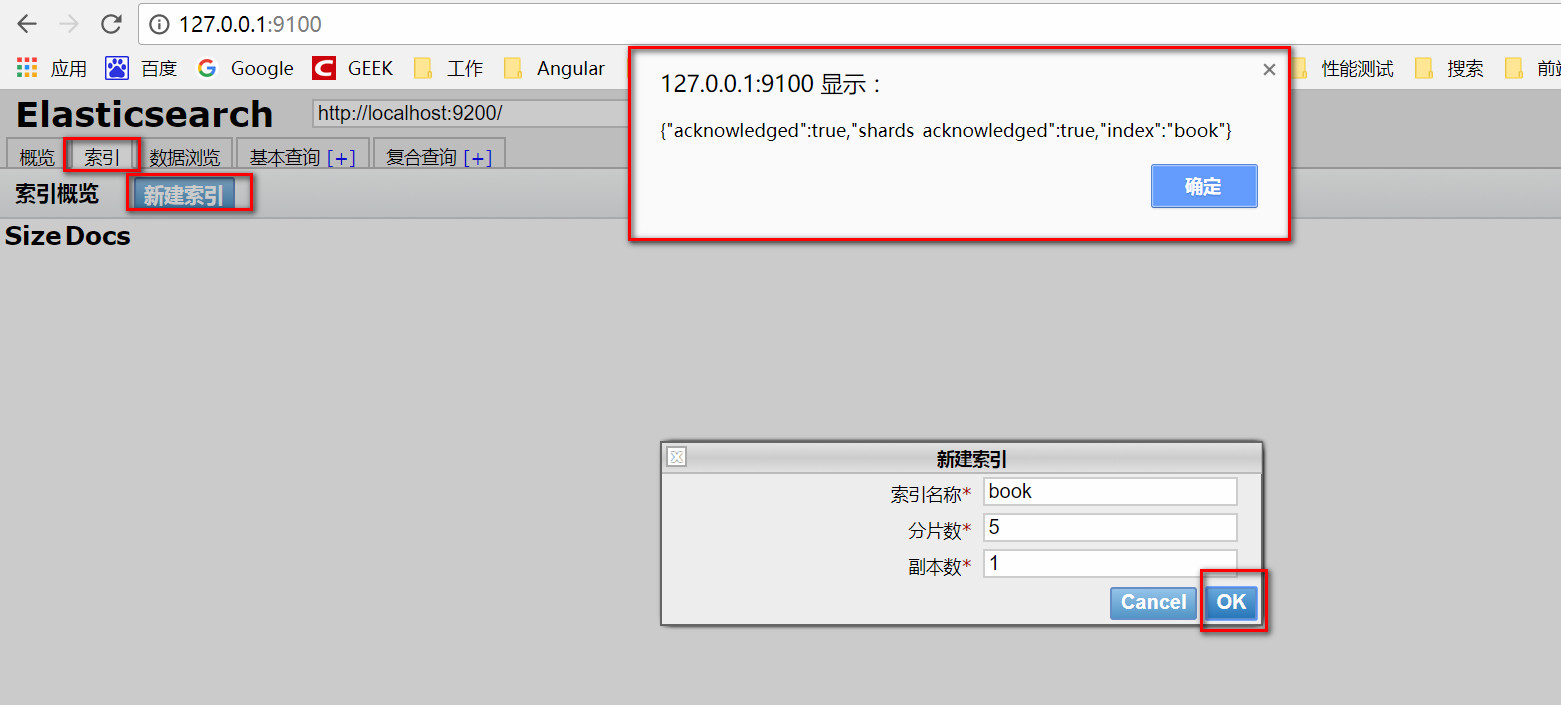 127.0.0.1:9100
应用 百度 Google GEEK 工作 Angular 性能测试 搜索
127.0.0.1:9100 显示：
{"acknowledged":true,"shards acknowledged":true,"index":"book"}
确定
Elasticsearch http://localhost:9200/
概览 索引 数据浏览 基本查询 [+] 复合查询 [+]
索引概览 新建索引
Size Docs
新建索引
索引名称* book
分片数* 5
副本数* 1
Cancel OK